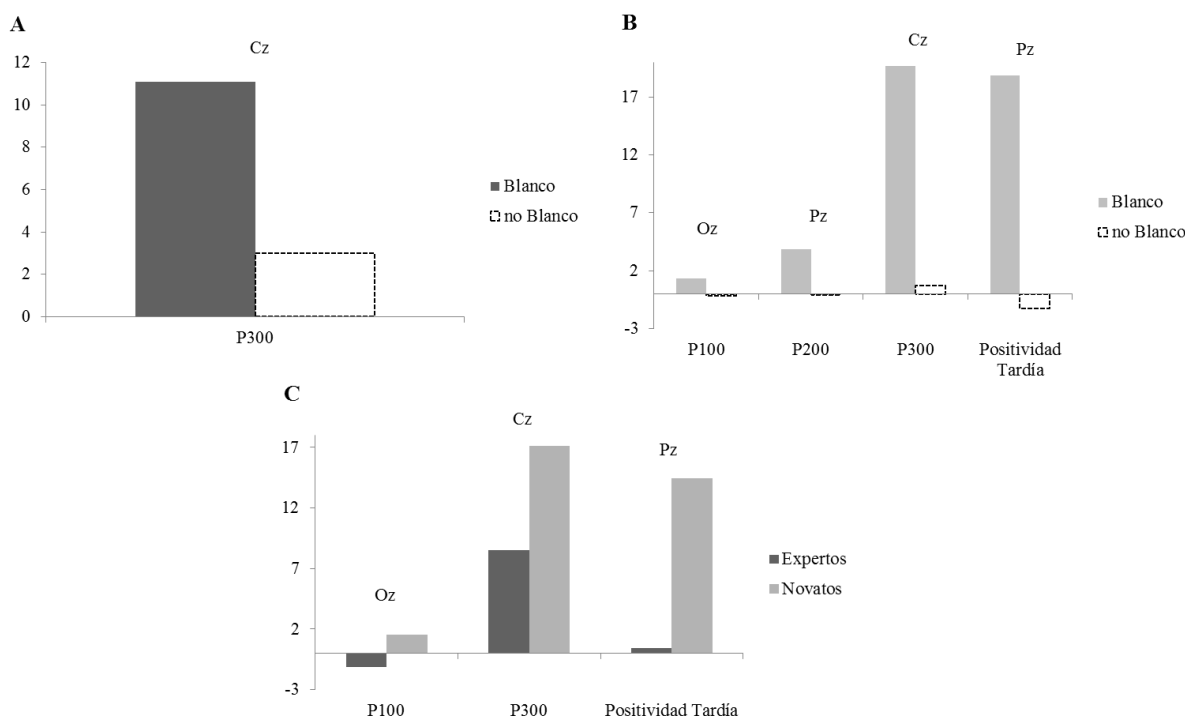 A
Cz
12
10
8
6
4
2
0
P300
Blanco
no Blanco
B
Cz
Pz
17
12
7
2
-3
Oz
Pz
P100
P200
P300
Positividad
Tardía
Blanco
no Blanco
C
Cz
17
12
7
2
-3
Pz
Oz
P100
P300
Positividad Tardía
Expertos
Novatos